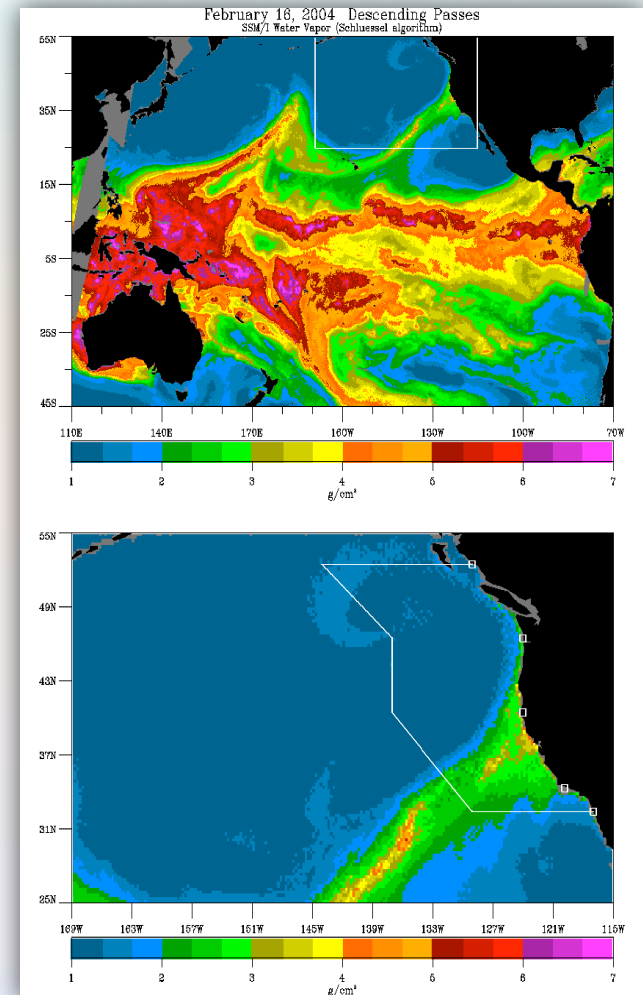 February 16, 2004 Descending Passes
SSM/I Water Vapor (Schluessel algorithm)
55N
35N
15N
5S
25S
45S
110E 140E 170E 160W 130W 100W 70W
1 2 3 4 5 6 7
g/cm²
55N
49N
43N
37N
31N
25N
169W 163W 157W 151W 145W 139W 133W 127W 121W 115W
1 2 3 4 5 6 7
g/cm²